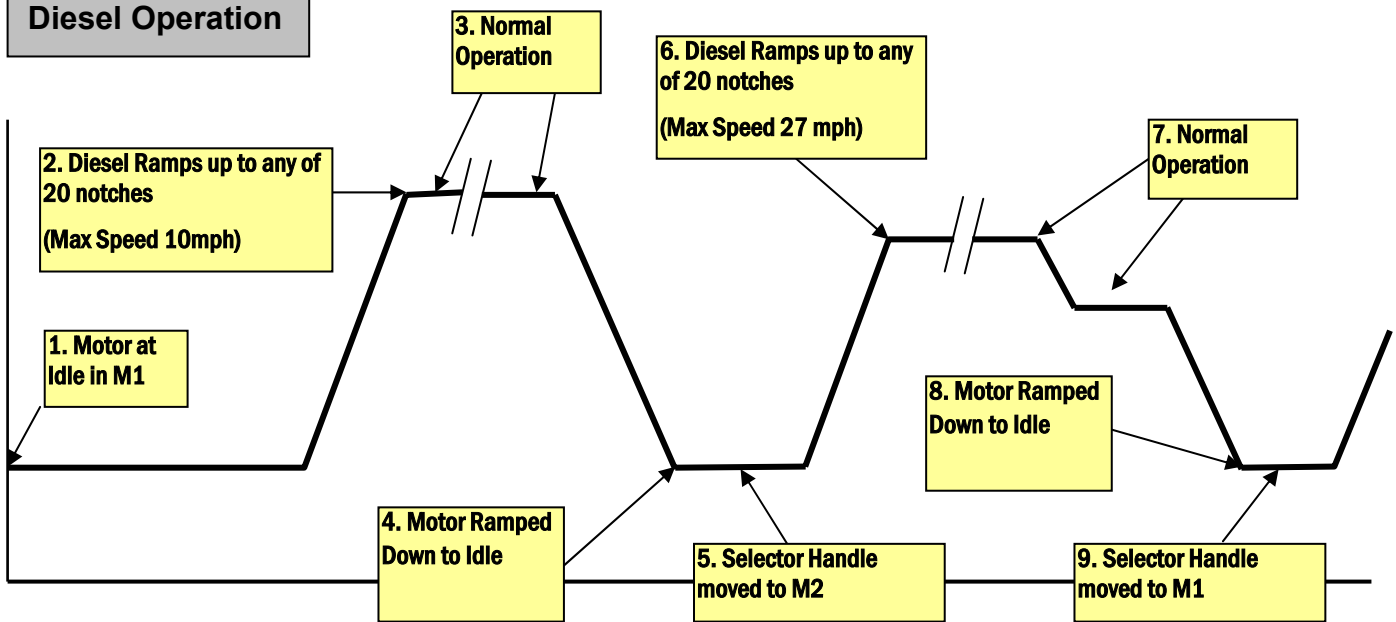 Diesel Operation
1. Motor at
Idle in M1
2. Diesel Ramps up to any of
20 notches
(Max Speed 10mph)
3. Normal
Operation
4. Motor Ramped
Down to Idle
5. Selector Handle
moved to M2
6. Diesel Ramps up to any
of 20 notches
(Max Speed 27 mph)
7. Normal
Operation
8. Motor Ramped
Down to Idle
9. Selector Handle
moved to M1